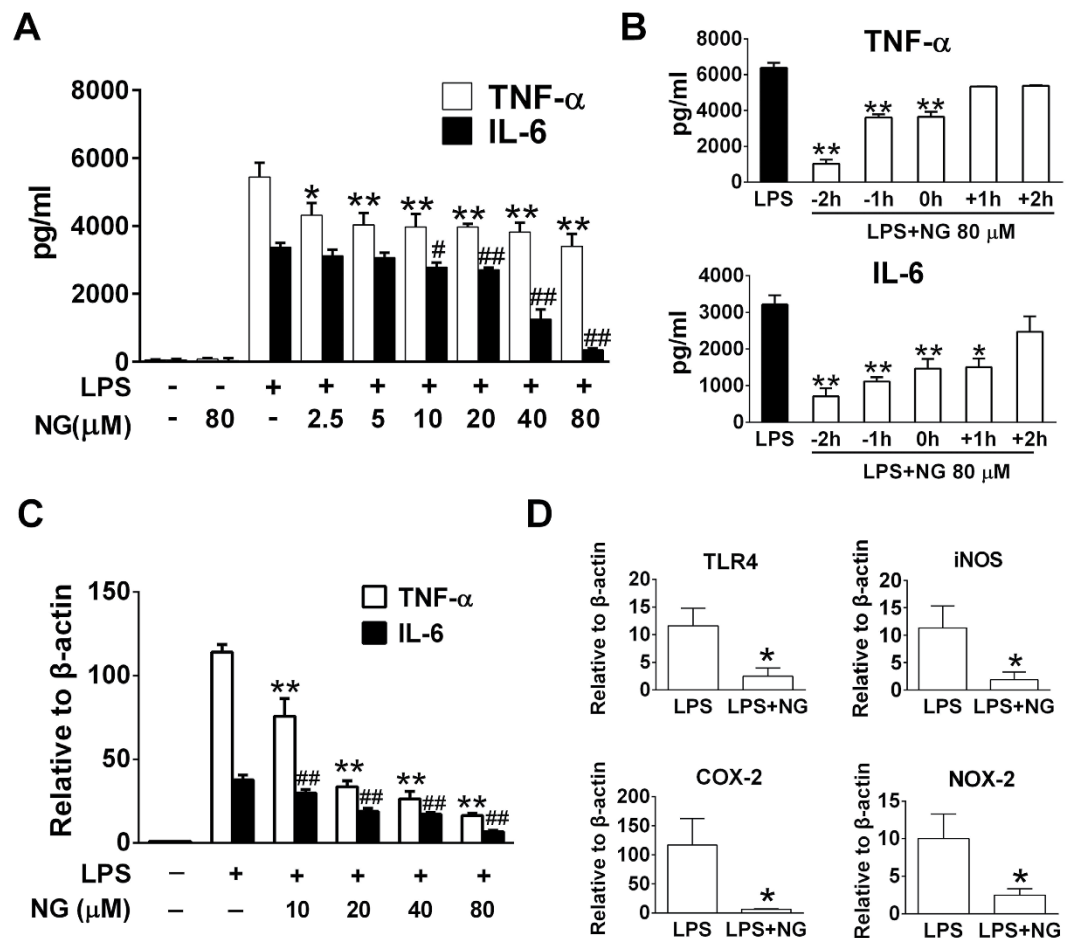 A
pg/ml
8000
6000
4000
2000
0
TNF-α
IL-6
* ** ** ** ** **
# ## ## ##
LPS - - + + + + + + +
NG(μM) - 80 - 2.5 5 10 20 40 80
B
TNF-α
pg/ml
8000
6000
4000
2000
0
** ** **
LPS -2h -1h 0h +1h +2h
LPS+NG 80 μM
IL-6
pg/ml
4000
3000
2000
1000
0
** ** ** *
LPS -2h -1h 0h +1h +2h
LPS+NG 80 μM
C
Relative to β-actin
150
100
50
0
TNF-α
IL-6
** ** ** **
## ## ## ##
LPS – + + + + +
NG (μM) – – 10 20 40 80
D
TLR4
Relative to β-actin
20
15
10
5
0
*
LPS LPS+NG
iNOS
Relative to β-actin
20
15
10
5
0
*
LPS LPS+NG
COX-2
Relative to β-actin
200
150
100
50
0
*
LPS LPS+NG
NOX-2
Relative to β-actin
15
10
5
0
*
LPS LPS+NG